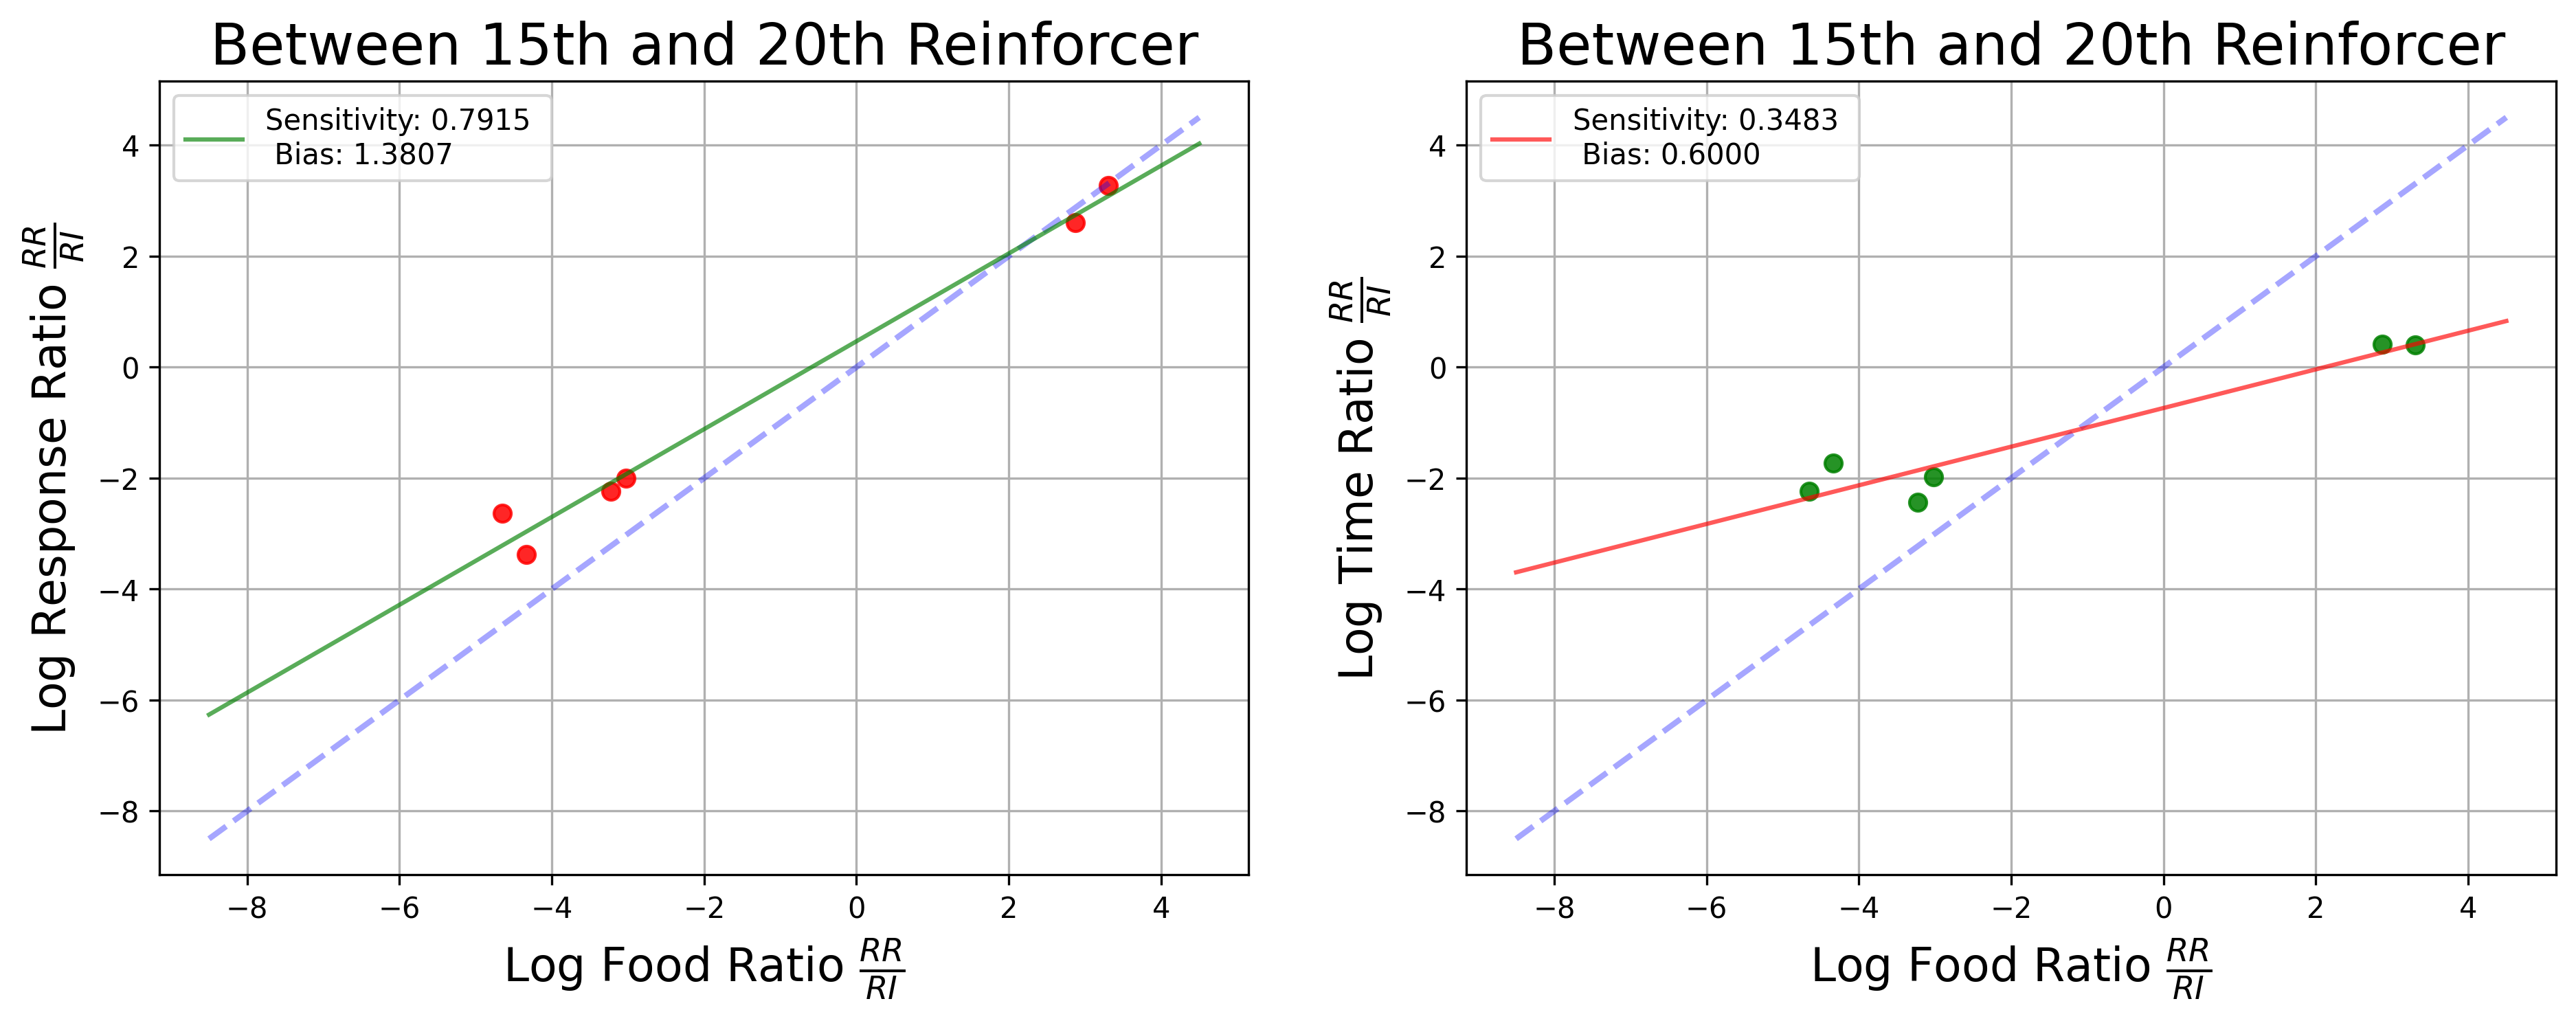 Between 15th and 20th Reinforcer
Sensitivity: 0.7915
Bias: 1.3807
4
2
0
−2
−4
−6
−8
−8 −6 −4 −2 0 2 4
Log Response Ratio RR/RI
Log Food Ratio RR/RI
Between 15th and 20th Reinforcer
Sensitivity: 0.3483
Bias: 0.6000
4
2
0
−2
−4
−6
−8
−8 −6 −4 −2 0 2 4
Log Time Ratio RR/RI
Log Food Ratio RR/RI